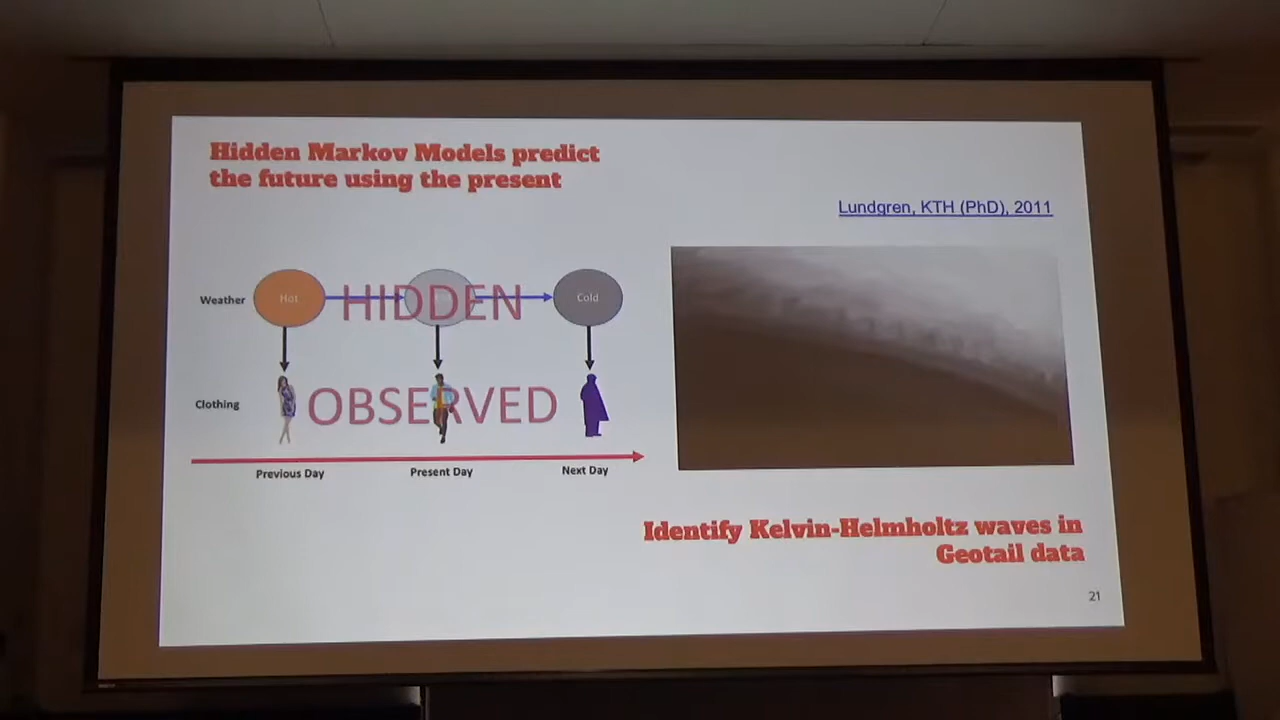 Hidden Markov Models predict
the future using the present
Lundgren, KTH (PhD), 2011
Weather
Hot
HIDDEN
Cold
Clothing
OBSERVED
Previous Day
Present Day
Next Day
Identify Kelvin-Helmholtz waves in
Geotail data
21